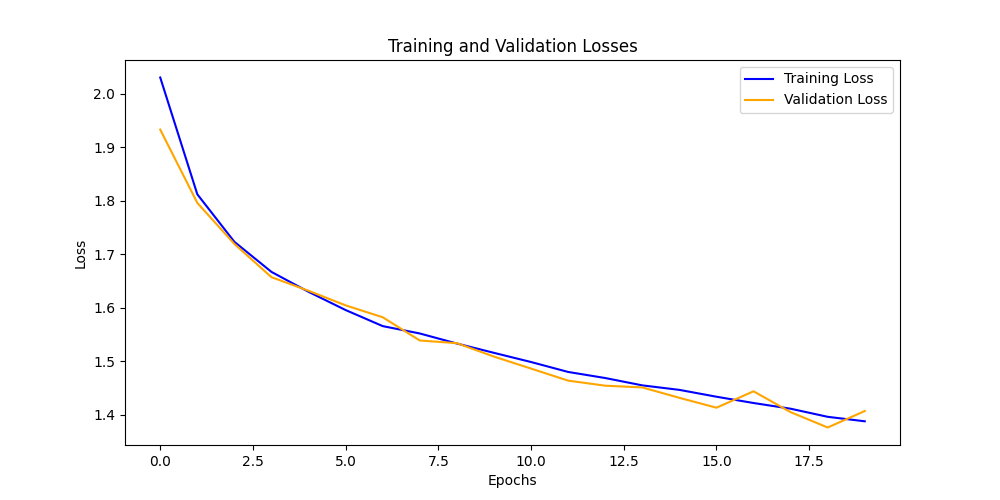 Training and Validation Losses
Training Loss
Validation Loss
2.0
1.9
1.8
1.7
1.6
1.5
1.4
Loss
0.0 2.5 5.0 7.5 10.0 12.5 15.0 17.5
Epochs